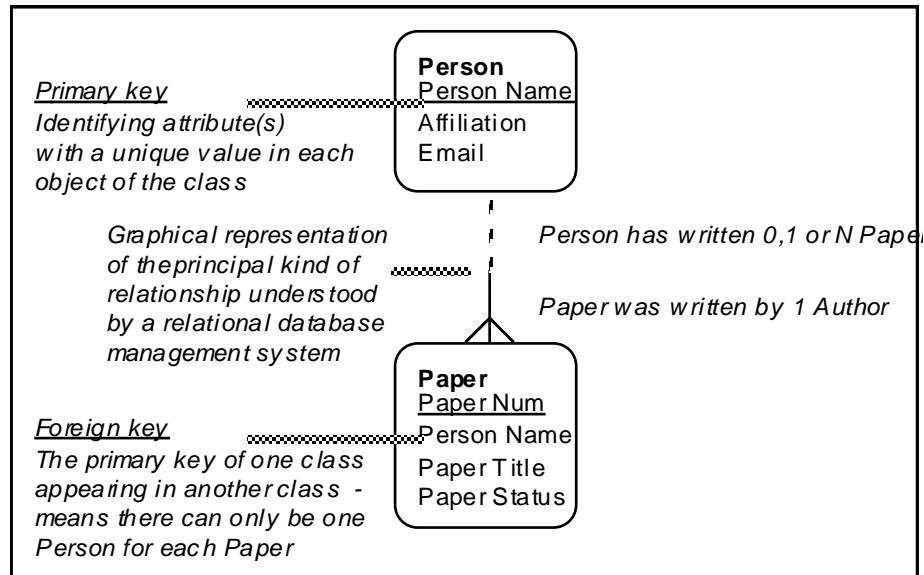 Person
Person Name
Affiliation
Email
Primary key
Identifying attribute(s)
with a unique value in each
object of the class
Graphical representation
of theprincipal kind of
relationship understood
by a relational database
management system
Person has written 0,1 or N Paper
Paper was written by 1 Author
Paper
Paper Num
Person Name
Paper Title
Paper Status
Foreign key
The primary key of one class
appearing in another class -
means there can only be one
Person for each Paper